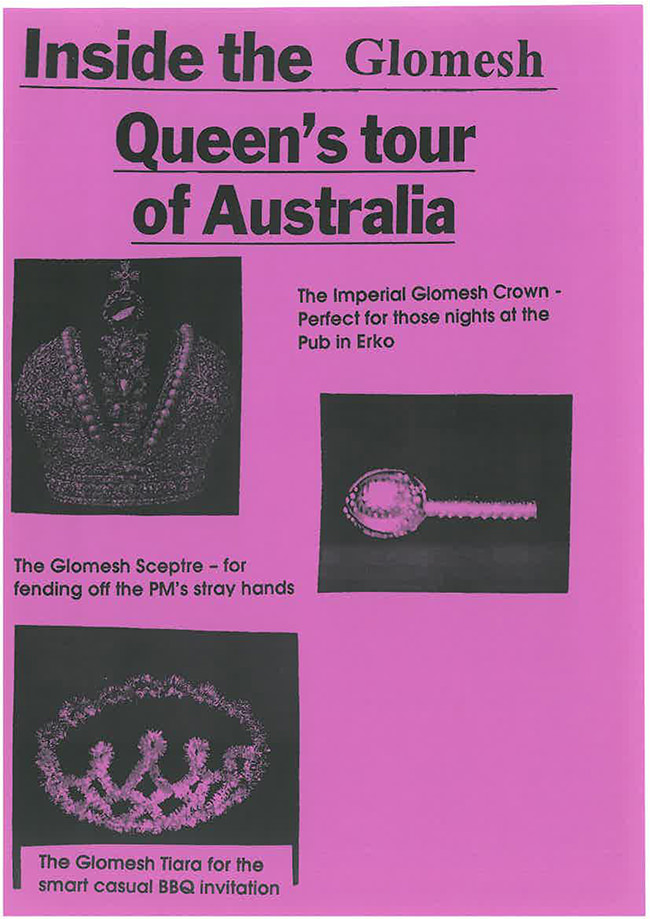 Inside the Glomesh
Queen's tour
of Australia
The Imperial Glomesh Crown -
Perfect for those nights at the
Pub in Erko
The Glomesh Sceptre – for
fending off the PM's stray hands
The Glomesh Tiara for the
smart casual BBQ invitation